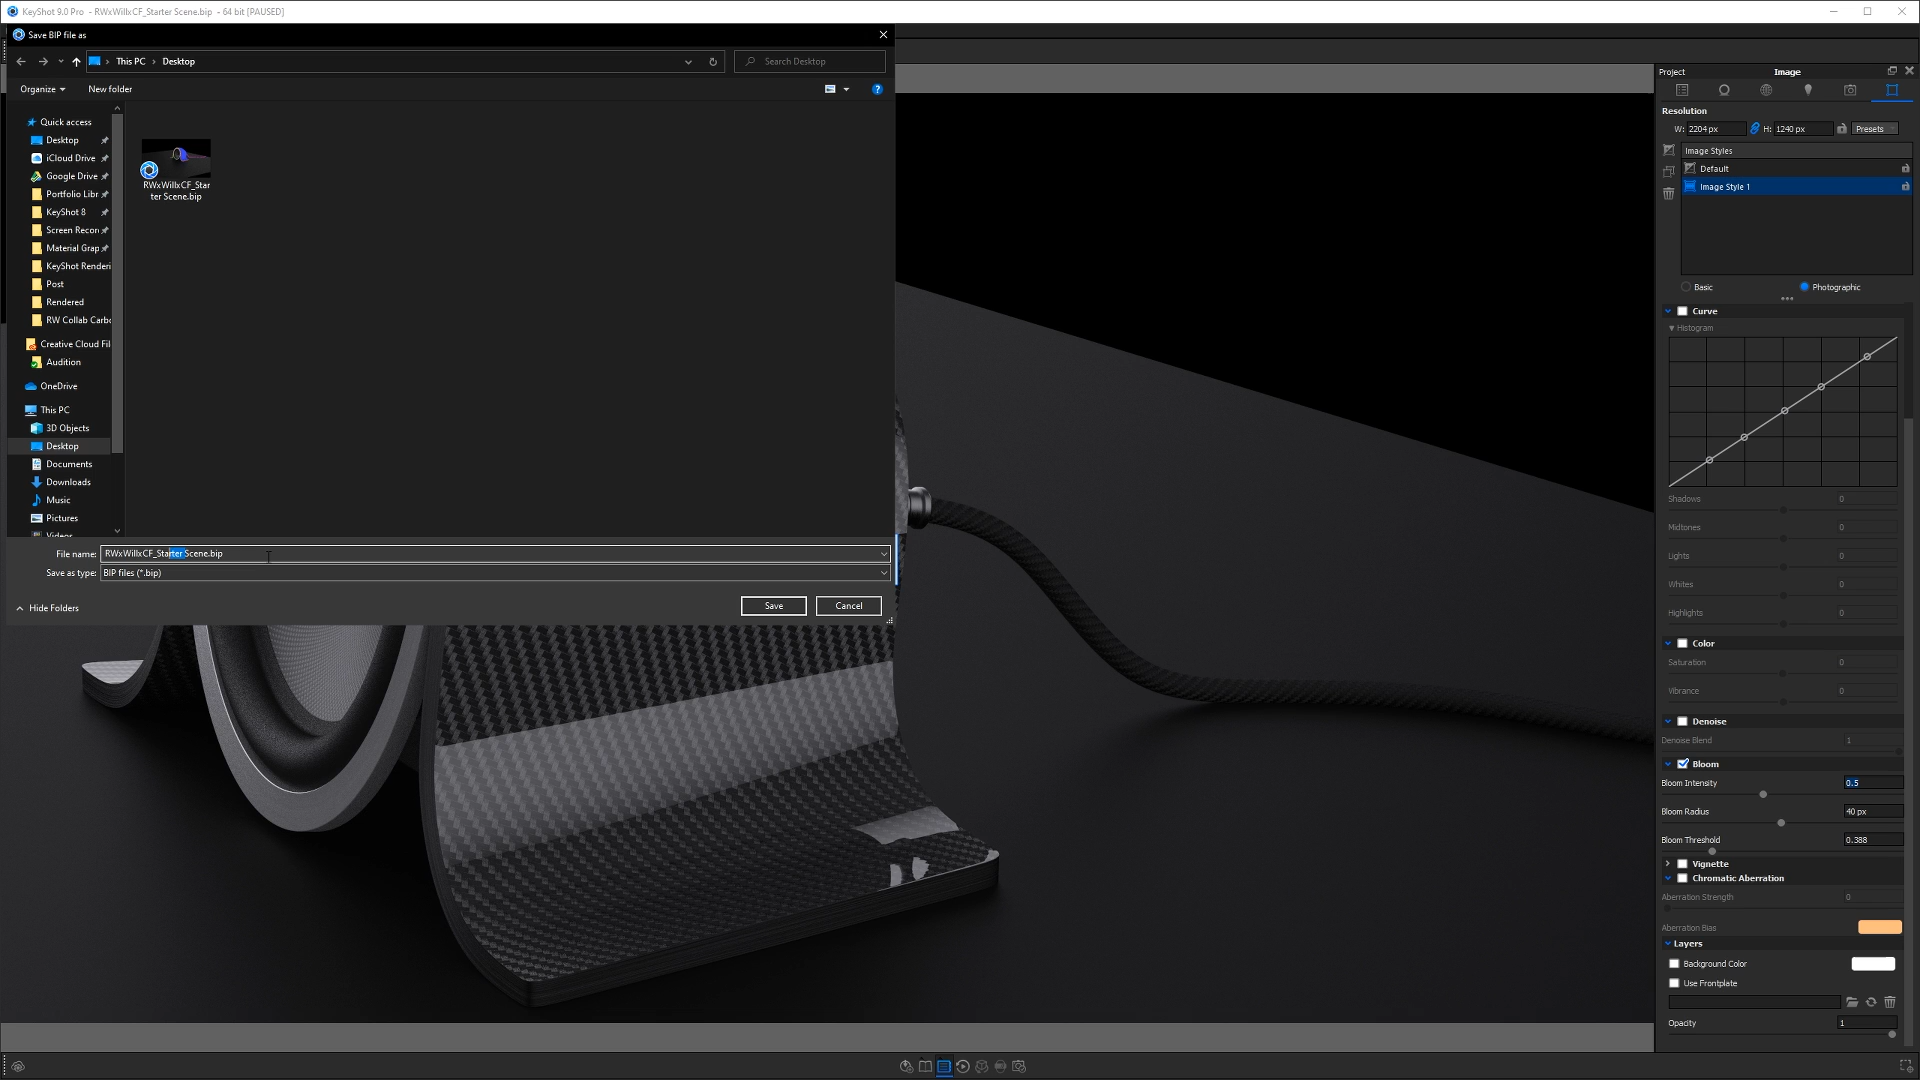 KeyShot 9.0 Pro - RWxWillxCF_Starter Scene.bip - 64 bit [PAUSED]
Save BIP file as
This PC
Desktop
Search Desktop
Organize
New folder
Quick access
Desktop
iCloud Drive
Google Drive
Portfolio Libr
KeyShot 8
Screen Recor
Material Grap
KeyShot Renderi
Post
Rendered
RW Collab Carbo
Creative Cloud Fil
Audition
OneDrive
This PC
3D Objects
Desktop
Documents
Downloads
Music
Pictures
Videos
RWxWillxCF_Star
ter Scene.bip
File name: RWxWillxCF_Starter Scene.bip
Save as type: BIP files (*.bip)
Hide Folders
Save
Cancel
Project
Image
Resolution
W: 2204 px H: 1240 px Presets
Image Styles
Default
Image Style 1
Basic
Photographic
Curve
Histogram
Shadows 0
Midtones 0
Lights 0
Whites 0
Highlights 0
Color
Saturation 0
Vibrance 0
Denoise
Denoise Blend 1
Bloom
Bloom Intensity 0.5
Bloom Radius 40 px
Bloom Threshold 0.388
Vignette
Chromatic Aberration
Aberration Strength 0
Aberration Bias
Layers
Background Color
Use Frontplate
Opacity 1